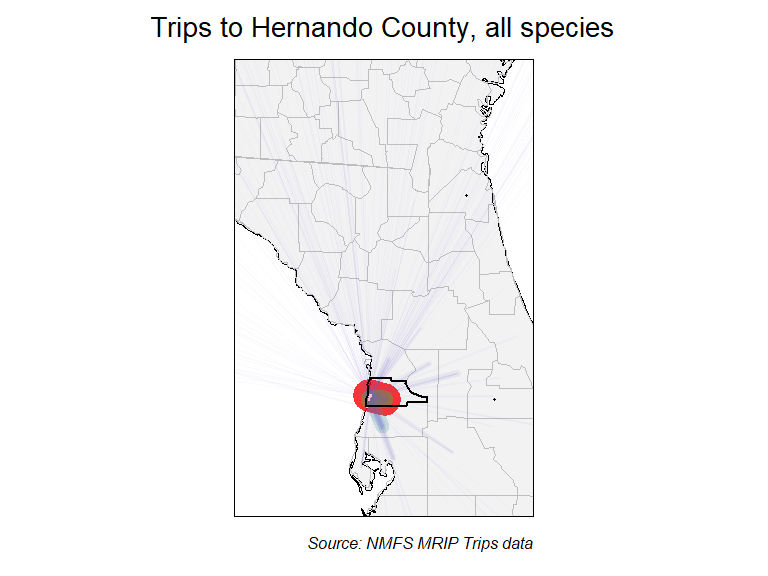 Trips to Hernando County, all species
Source: NMFS MRIP Trips data